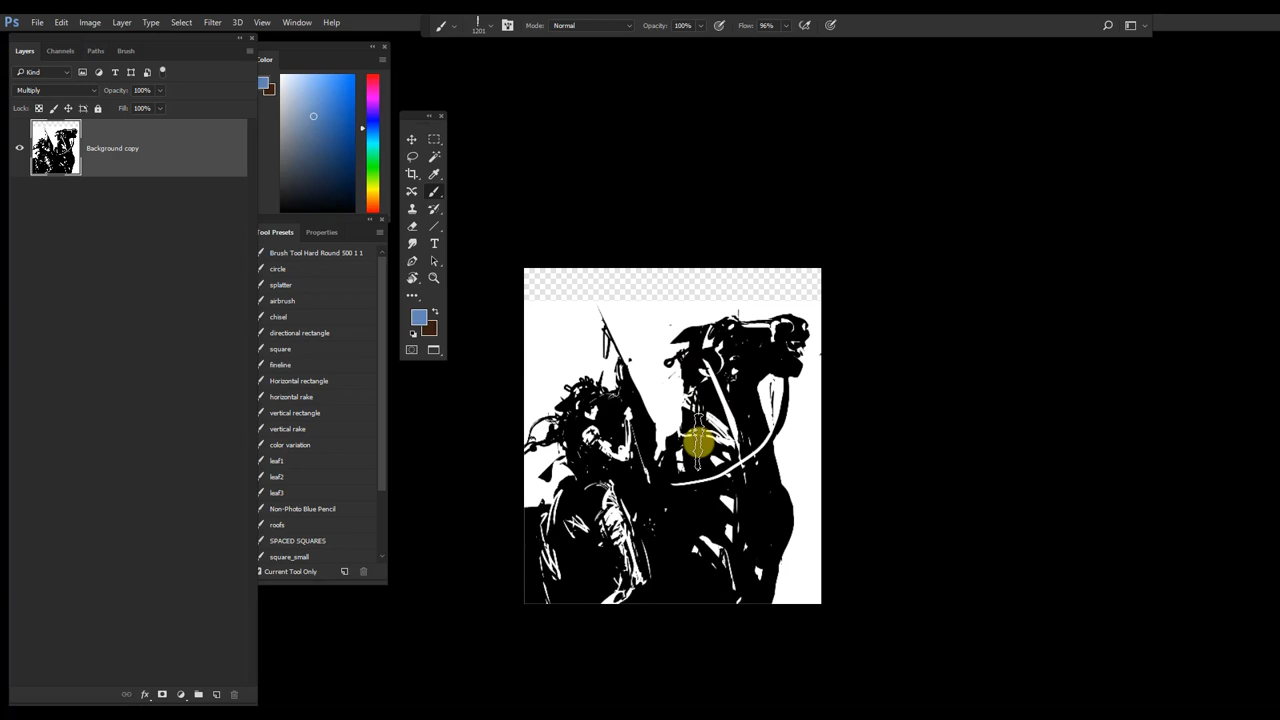 Ps File Edit Image Layer Type Select Filter 3D View Window Help
1201 Mode: Normal Opacity: 100% Flow: 96%
Layers Channels Paths Brush
Kind
Multiply Opacity: 100%
Lock: Fill: 100%
Background copy
fx
Color
Tool Presets Properties
Brush Tool Hard Round 500 1 1
circle
splatter
airbrush
chisel
directional rectangle
square
fineline
Horizontal rectangle
horizontal rake
vertical rectangle
vertical rake
color variation
leaf1
leaf2
leaf3
Non-Photo Blue Pencil
roofs
SPACED SQUARES
square_small
Current Tool Only
T